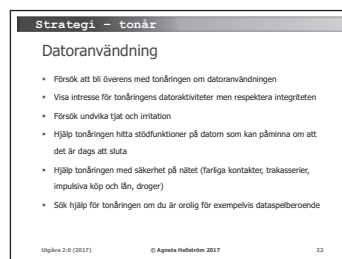 Strategi – tonår
Datoranvändning
• Försök att bli överens med tonåringen om datoranvändningen
• Visa intresse för tonåringens datoraktiviteter men respektera integriteten
• Försök undvika tjat och irritation
• Hjälp tonåringen hitta stödfunktioner på datorn som kan påminna om att
det är dags att sluta
• Hjälp tonåringen med säkerhet på nätet (farliga kontakter, trakasserier,
impulsiva köp och lån, droger)
• Sök hjälp för tonåringen om du är orolig för exempelvis dataspelberoende
Utgåva 2:0 (2017) © Agneta Hellström 2017 22